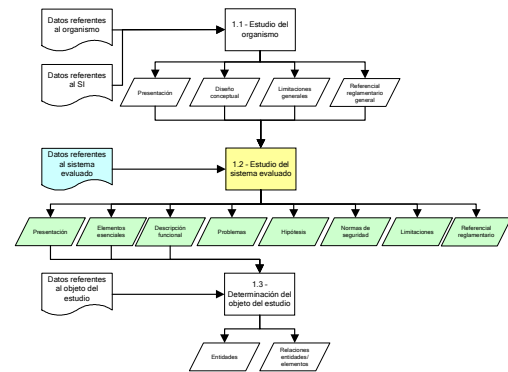 Datos referentes
al organismo
1.1 - Estudio del
organismo
Datos referentes
al SI
Presentación
Diseño
conceptual
Limitaciones
generales
Referencial
reglamentario
general
Datos referentes
al sistema
evaluado
1.2 - Estudio del
sistema evaluado
Presentación
Elementos
esenciales
Descripción
funcional
Problemas
Hipótesis
Normas de
seguridad
Limitaciones
Referencial
reglamentario
Datos referentes
al objeto del
estudio
1.3 -
Determinación del
objeto del estudio
Entidades
Relaciones
entidades/
elementos